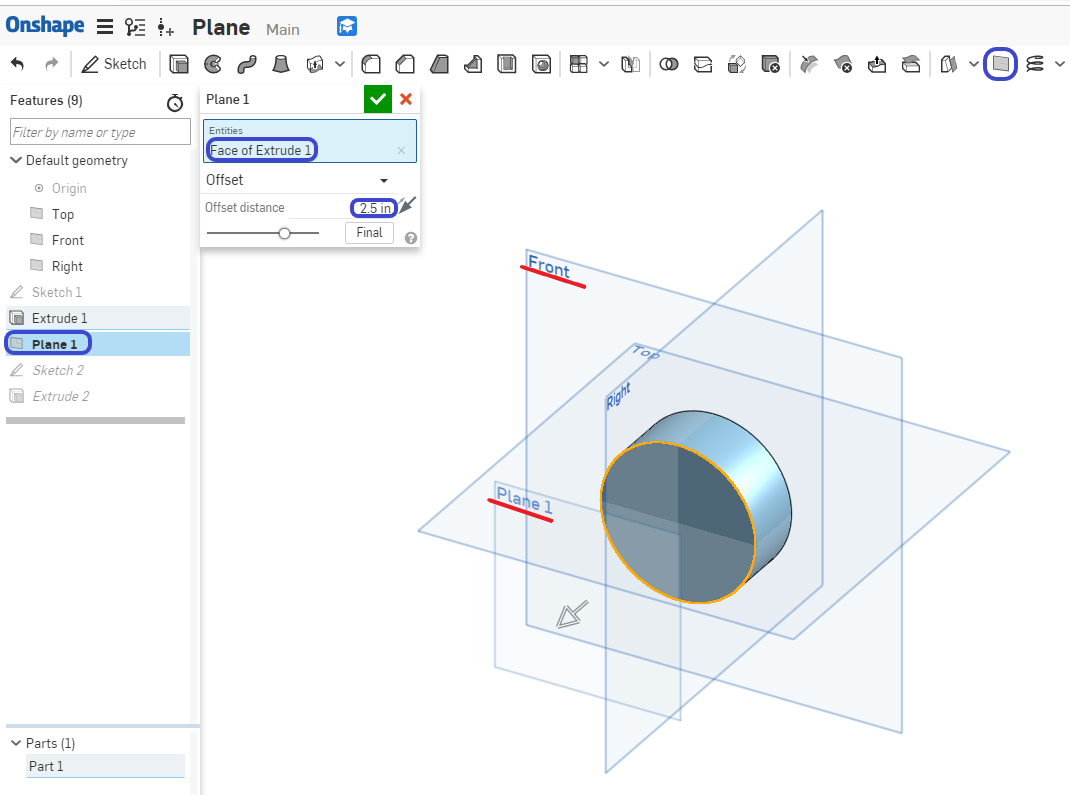 Onshape Plane Main
Sketch
Features (9)
Plane 1
Filter by name or type
Entities
Face of Extrude 1
Default geometry
Offset
Origin
Offset distance 2.5 in
Top
Final
Front
Right
Sketch 1
Extrude 1
Plane 1
Sketch 2
Extrude 2
Front
Top
Right
Plane 1
Parts (1)
Part 1